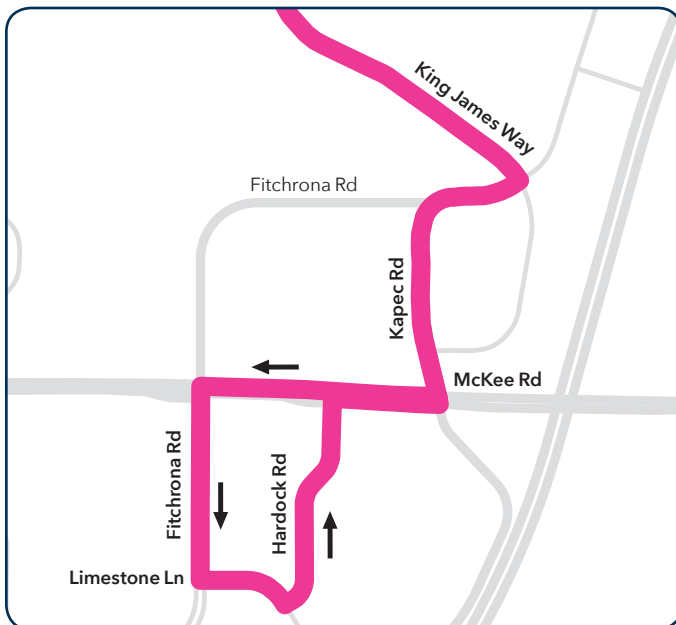 King James Way
Fitchrona Rd
Kapec Rd
McKee Rd
Fitchrona Rd
Hardock Rd
Limestone Ln